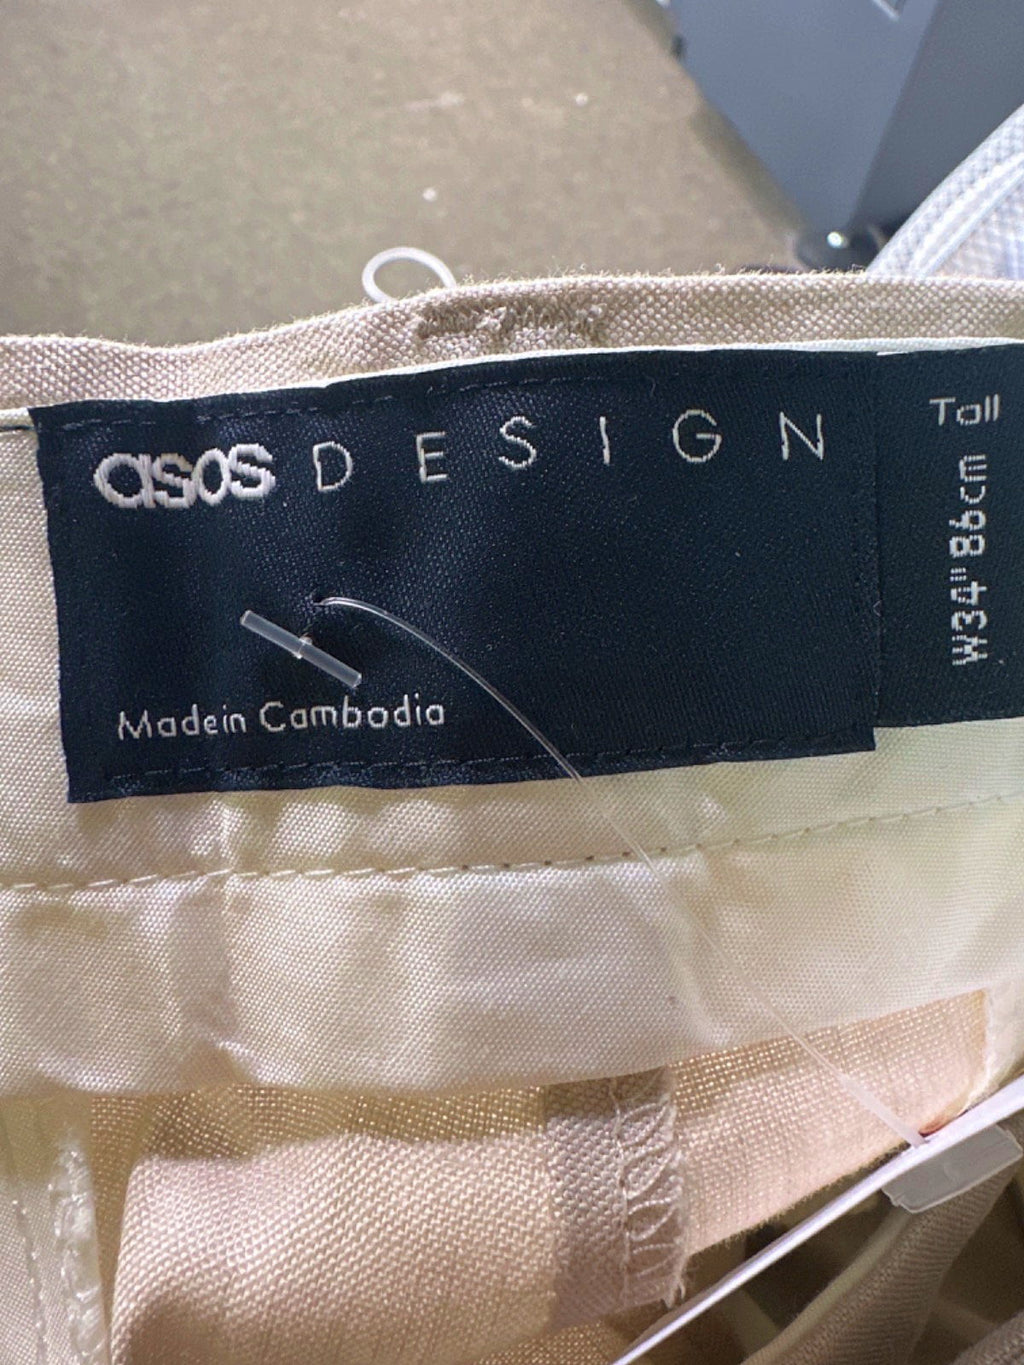 asos DESIGN
Madein Cambodia
Tall
W34" 86cm